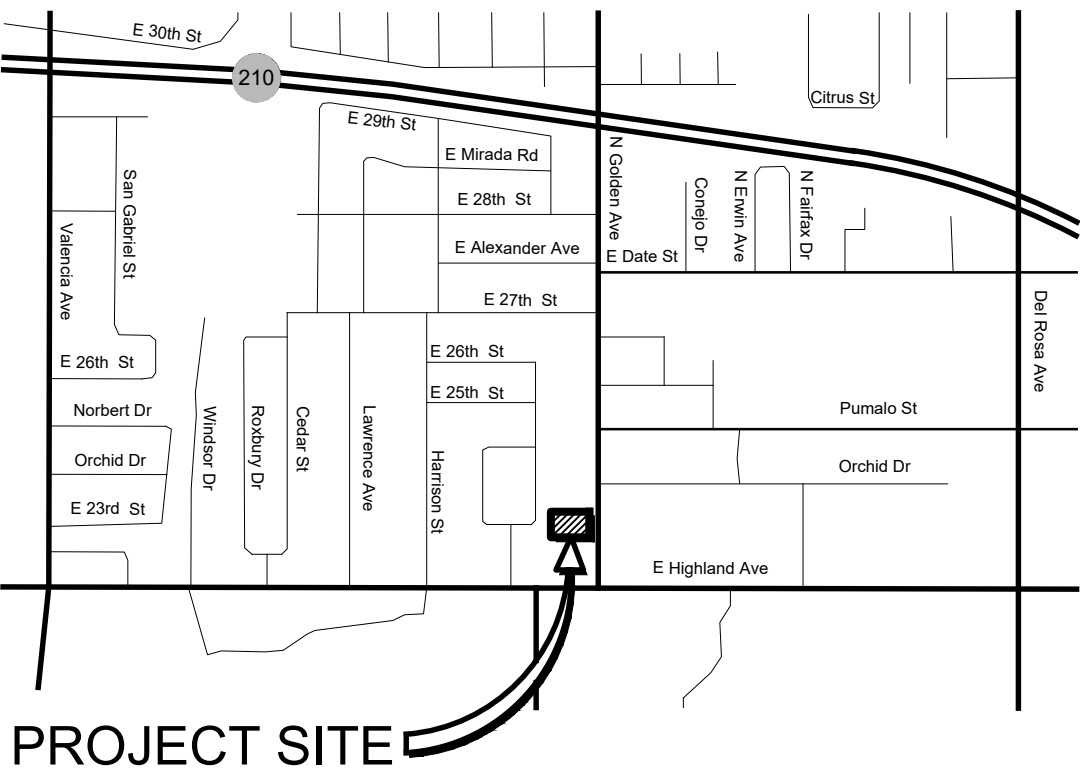 E 30th St
210
Citrus St
E 29th St
E Mirada Rd
N Golden Ave
San Gabriel St
E 28th St
Conejo Dr
N Erwin Ave
N Fairfax Dr
Valencia Ave
E Alexander Ave
E Date St
E 27th St
Del Rosa Ave
E 26th St
E 26th St
E 25th St
Norbert Dr
Windsor Dr
Roxbury Dr
Cedar St
Lawrence Ave
Pumalo St
Orchid Dr
Harrison St
Orchid Dr
E 23rd St
E Highland Ave
PROJECT SITE